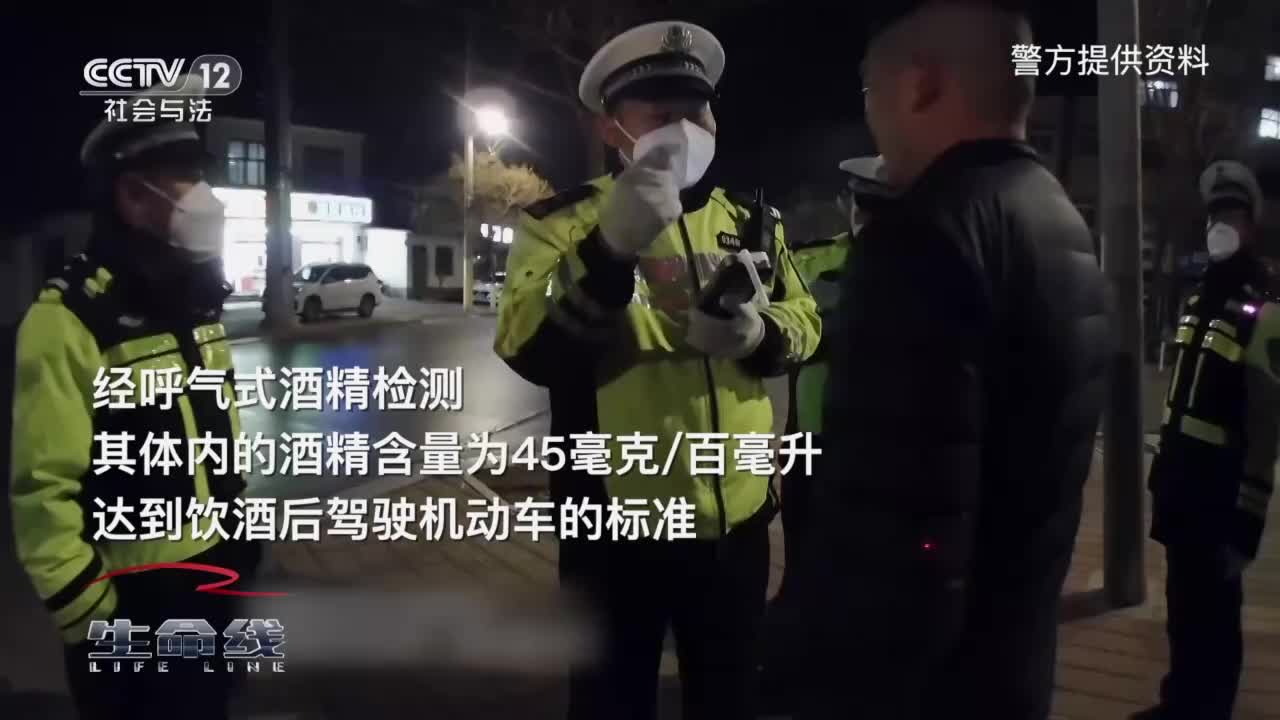 CCTV 12
社会与法
警方提供资料
经呼气式酒精检测
其体内的酒精含量为45毫克/百毫升
达到饮酒后驾驶机动车的标准
生命线
LIFE LINE